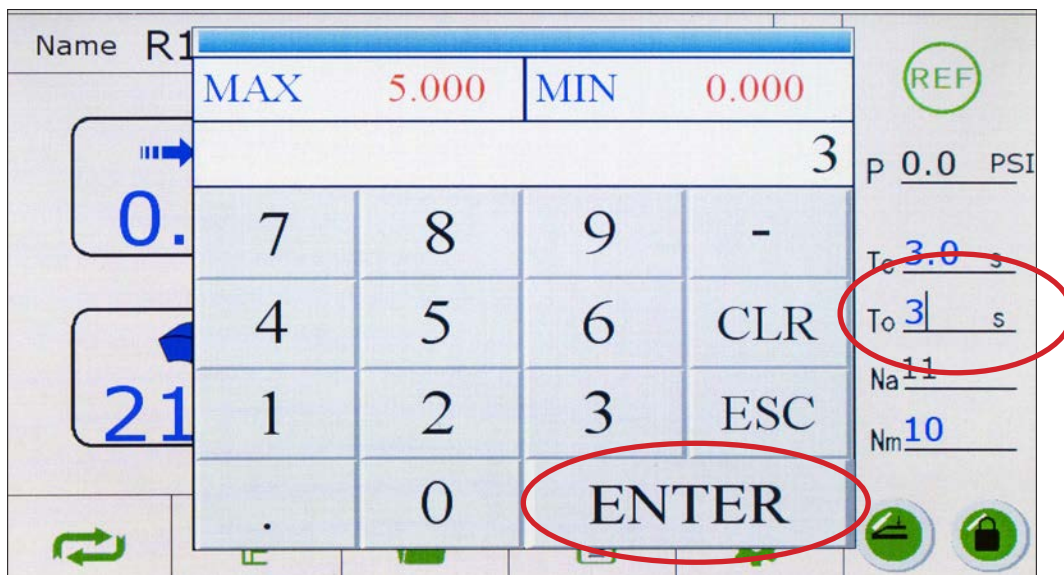 Name R1
REF
MAX 5.000 MIN 0.000
3
P 0.0 PSI
0.
7 8 9 -
Tc 3.0 s
4 5 6 CLR
To 3 s
21
1 2 3 ESC
Na 11
Nm 10
. 0 ENTER